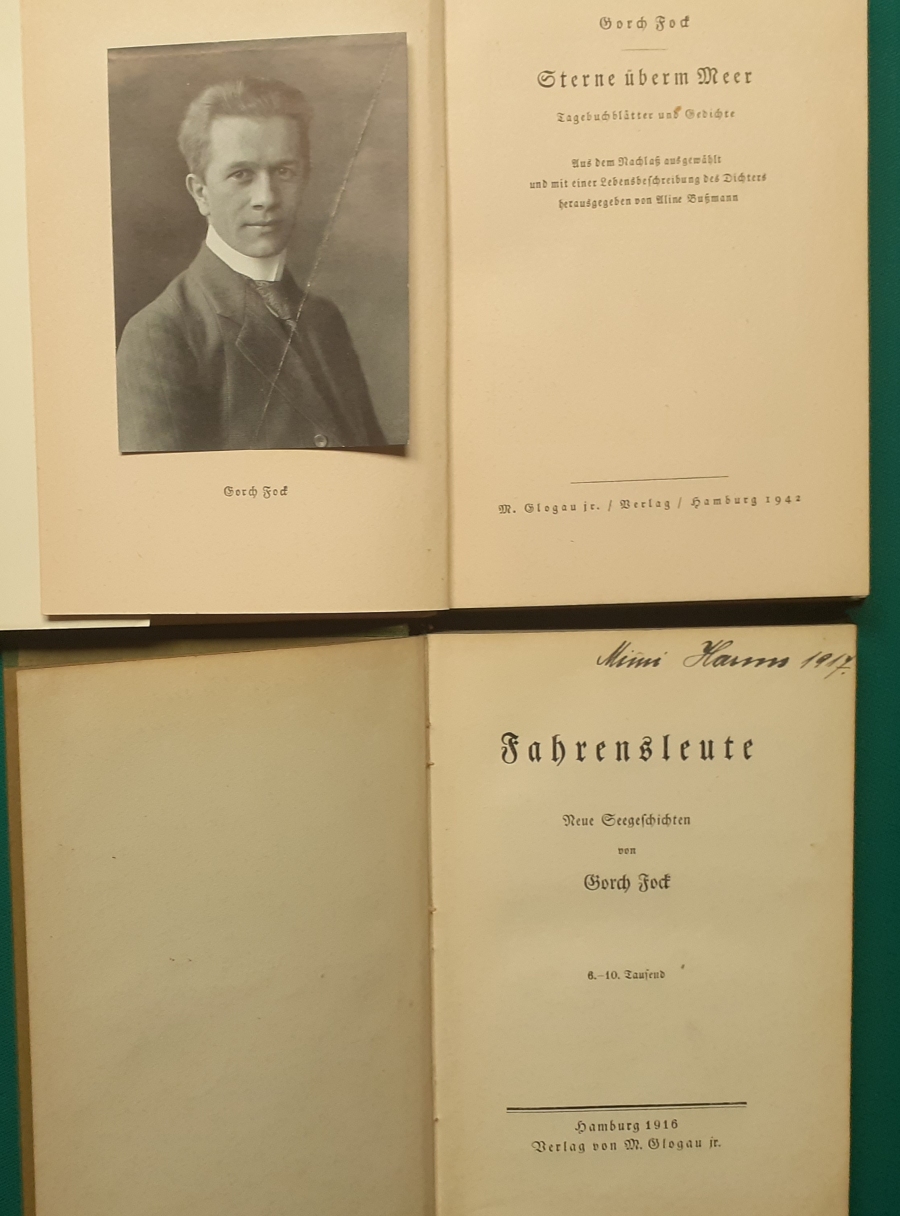 Gorch Fock
Sterne überm Meer
Tagebuchblätter und Gedichte
Aus dem Nachlaß ausgewählt
und mit einer Lebensbeschreibung des Dichters
herausgegeben von Aline Bußmann
M. Glogau jr. / Verlag / Hamburg 1942
Gorch Fock
Mimi Harms 1917.
Fahrensleute
Neue Seegeschichten
von
Gorch Fock
6.–10. Tausend
Hamburg 1916
Verlag von M. Glogau jr.